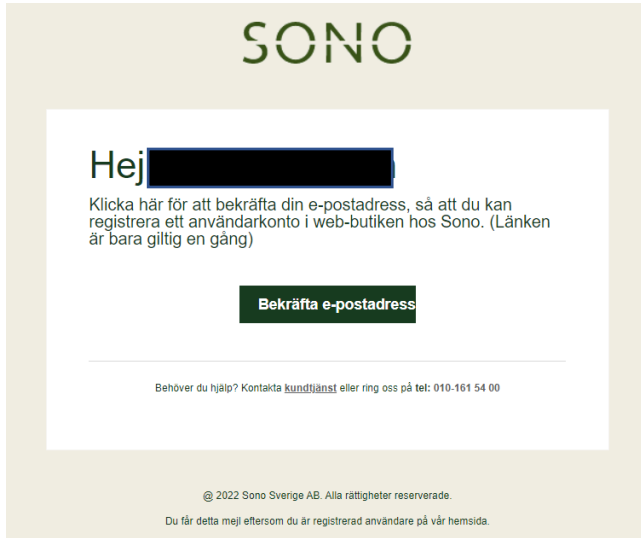 SONO
Hej
Klicka här för att bekräfta din e-postadress, så att du kan
registrera ett användarkonto i web-butiken hos Sono. (Länken
är bara giltig en gång)
Bekräfta e-postadress
Behöver du hjälp? Kontakta kundtjänst eller ring oss på tel: 010-161 54 00
@ 2022 Sono Sverige AB. Alla rättigheter reserverade.
Du får detta mejl eftersom du är registrerad användare på vår hemsida.